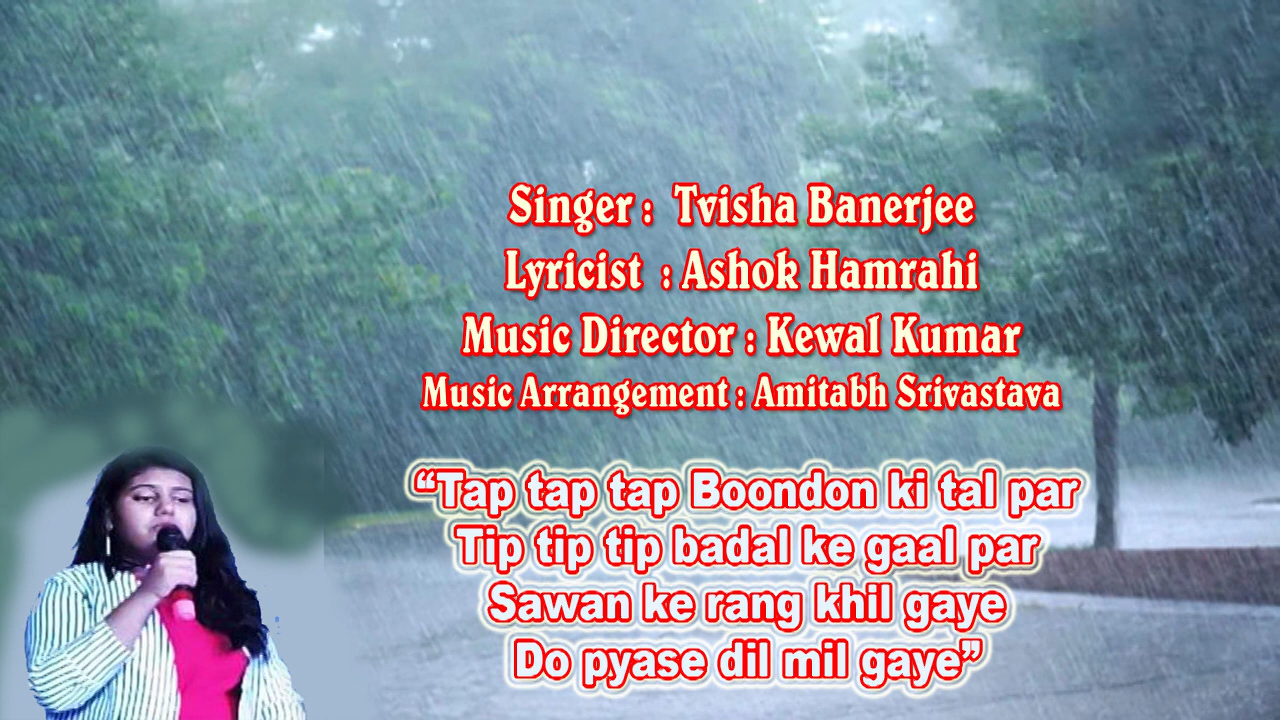 Singer : Tvisha Banerjee
Lyricist : Ashok Hamrahi
Music Director : Kewal Kumar
Music Arrangement : Amitabh Srivastava
“Tap tap tap Boondon ki tal par
Tip tip tip badal ke gaal par
Sawan ke rang khil gaye
Do pyase dil mil gaye”